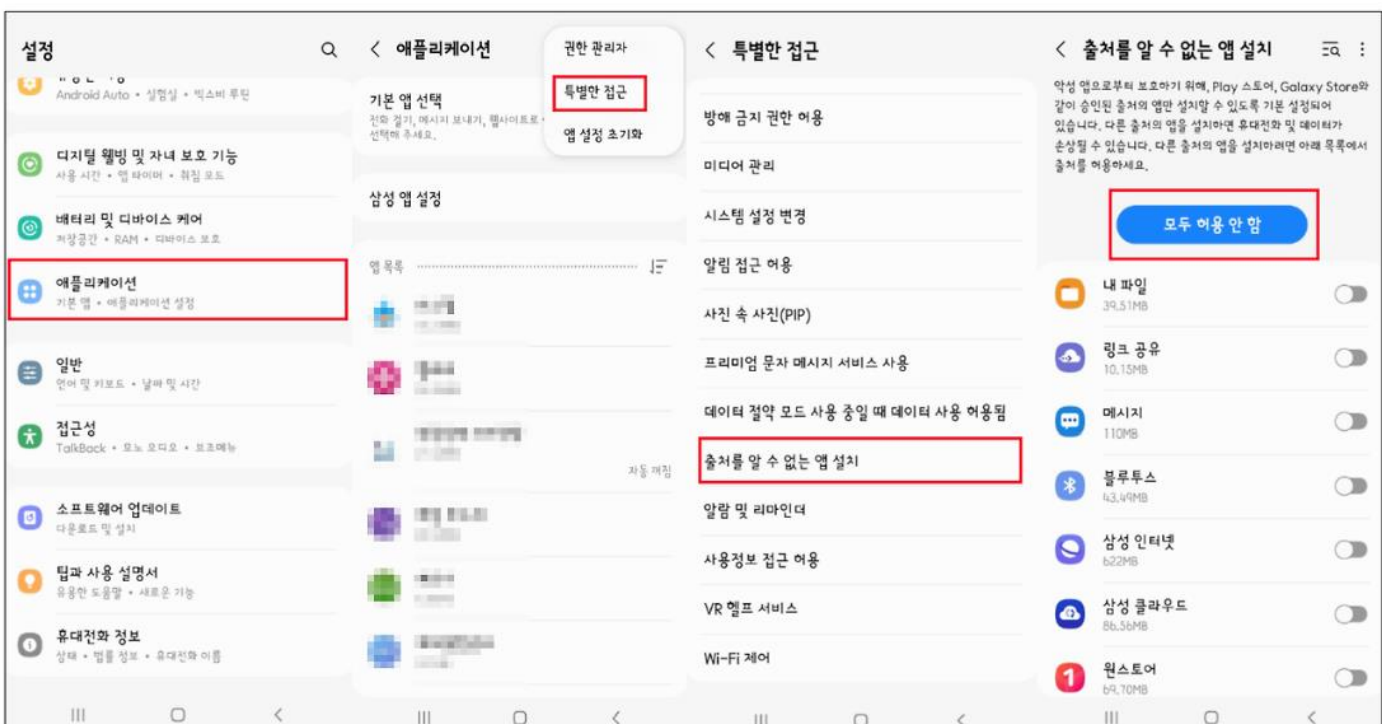 설정
Android Auto • 실험실 • 빅스비 루틴
디지털 웰빙 및 자녀 보호 기능
사용 시간 • 앱 타이머 • 취침 모드
배터리 및 디바이스 케어
저장공간 • RAM • 디바이스 보호
애플리케이션
기본 앱 • 애플리케이션 설정
일반
언어 및 키보드 • 날짜 및 시간
접근성
TalkBack • 모노 오디오 • 보조메뉴
소프트웨어 업데이트
다운로드 및 설치
팁과 사용 설명서
유용한 도움말 • 새로운 기능
휴대전화 정보
상태 • 법률 정보 • 휴대전화 이름
애플리케이션
권한 관리자
특별한 접근
앱 설정 초기화
기본 앱 선택
전화 걸기, 메시지 보내기, 웹사이트로
선택해 주세요.
삼성 앱 설정
앱 목록
자동 꺼짐
특별한 접근
방해 금지 권한 허용
미디어 관리
시스템 설정 변경
알림 접근 허용
사진 속 사진(PIP)
프리미엄 문자 메시지 서비스 사용
데이터 절약 모드 사용 중일 때 데이터 사용 허용됨
출처를 알 수 없는 앱 설치
알람 및 리마인더
사용정보 접근 허용
VR 헬프 서비스
Wi-Fi 제어
출처를 알 수 없는 앱 설치
악성 앱으로부터 보호하기 위해, Play 스토어, Galaxy Store와
같이 승인된 출처의 앱만 설치할 수 있도록 기본 설정되어
있습니다. 다른 출처의 앱을 설치하면 휴대전화 및 데이터가
손상될 수 있습니다. 다른 출처의 앱을 설치하려면 아래 목록에서
출처를 허용하세요.
모두 허용 안 함
내 파일
39.51MB
링크 공유
10.15MB
메시지
110MB
블루투스
43.49MB
삼성 인터넷
622MB
삼성 클라우드
86.56MB
원스토어
69.70MB